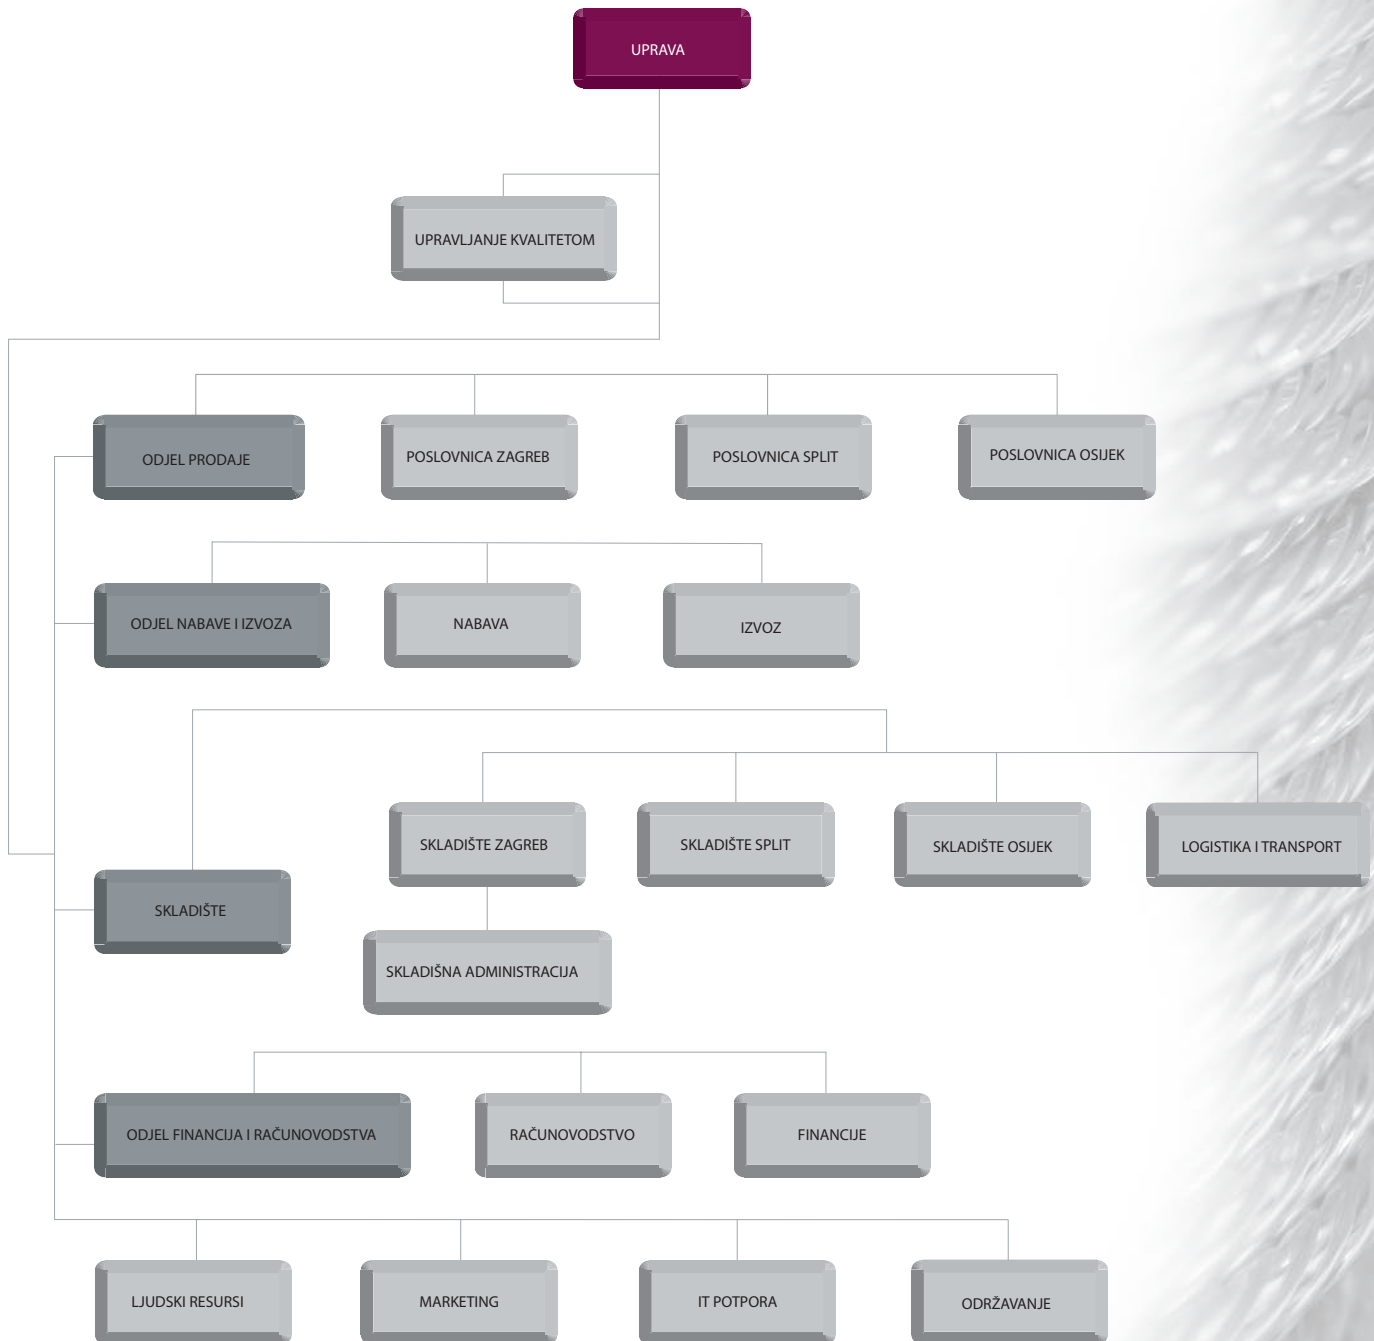 UPRAVA
UPRAVLJANJE KVALITETOM
ODJEL PRODAJE
POSLOVNICA ZAGREB
POSLOVNICA SPLIT
POSLOVNICA OSIJEK
ODJEL NABAVE I IZVOZA
NABAVA
IZVOZ
SKLADIŠTE ZAGREB
SKLADIŠTE SPLIT
SKLADIŠTE OSIJEK
LOGISTIKA I TRANSPORT
SKLADIŠTE
SKLADIŠNA ADMINISTRACIJA
ODJEL FINANCIJA I RAČUNOVODSTVA
RAČUNOVODSTVO
FINANCIJE
LJUDSKI RESURSI
MARKETING
IT POTPORA
ODRŽAVANJE